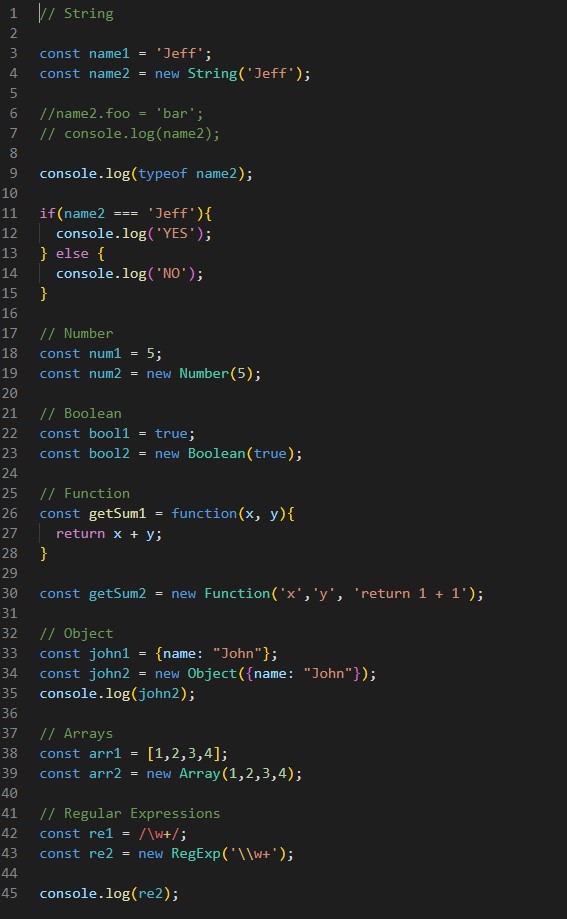 1 // String
2
3 const name1 = 'Jeff';
4 const name2 = new String('Jeff');
5
6 //name2.foo = 'bar';
7 // console.log(name2);
8
9 console.log(typeof name2);
10
11 if(name2 === 'Jeff'){
12   console.log('YES');
13 } else {
14   console.log('NO');
15 }
16
17 // Number
18 const num1 = 5;
19 const num2 = new Number(5);
20
21 // Boolean
22 const bool1 = true;
23 const bool2 = new Boolean(true);
24
25 // Function
26 const getSum1 = function(x, y){
27   return x + y;
28 }
29
30 const getSum2 = new Function('x','y', 'return 1 + 1');
31
32 // Object
33 const john1 = {name: "John"};
34 const john2 = new Object({name: "John"});
35 console.log(john2);
36
37 // Arrays
38 const arr1 = [1,2,3,4];
39 const arr2 = new Array(1,2,3,4);
40
41 // Regular Expressions
42 const re1 = /\w+/;
43 const re2 = new RegExp('\\w+');
44
45 console.log(re2);